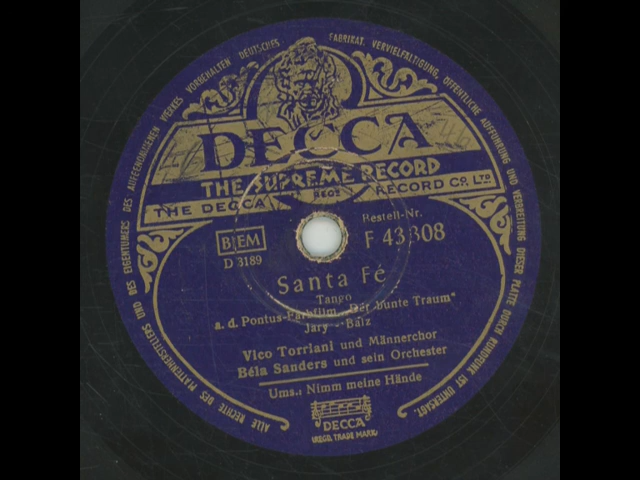 ALLE RECHTE DES PLATTENHERSTELLERS UND DES EIGENTUMERS DES AUFGENOMMENEN WERKES VORBEHALTEN DEUTSCHES FABRIKAT. VERVIELFÄLTIGUNG, ÖFFENTLICHE AUFFÜHRUNG UND VERBREITUNG DIESER PLATTE DURCH RUNDFUNK IST UNTERSAGT.
DECCA
THE SUPREME RECORD
THE DECCA REGD RECORD CO. LTD
Bestell-Nr.
BIEM F 43308
D 3189
Santa Fé
Tango
a. d. Pontus-Farbfilm „Der bunte Traum"
Jary - Balz
Vico Torriani und Männerchor
Béla Sanders und sein Orchester
Ums.: Nimm meine Hände
DECCA
(REGD. TRADE MARK)